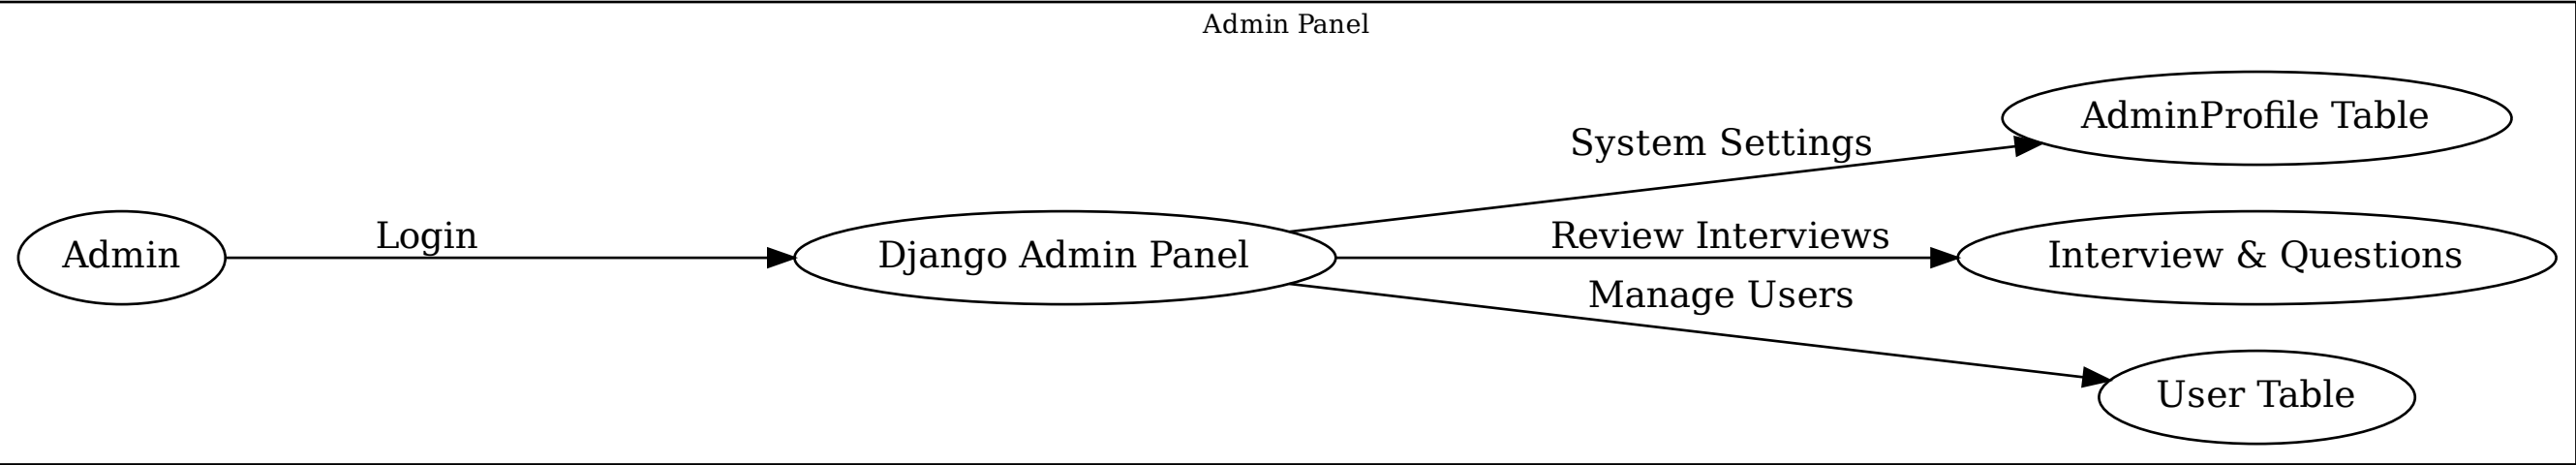 Admin Panel
AdminProfile Table
System Settings
Login
Review Interviews
Admin
Django Admin Panel
Interview & Questions
Manage Users
User Table